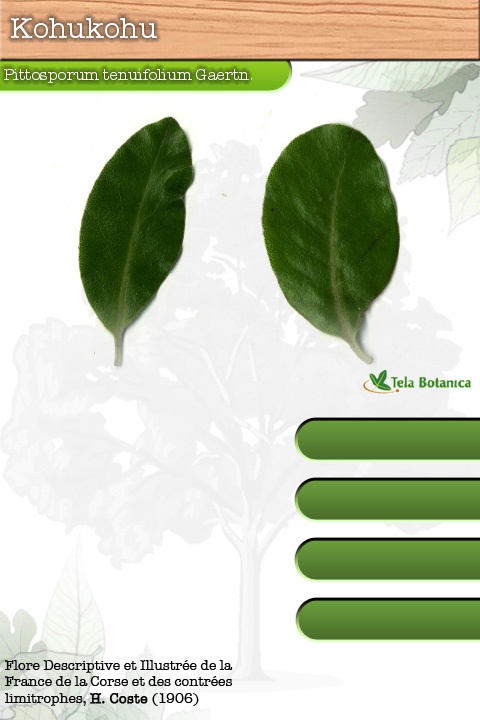 Kohukohu
Pittosporum tenuifolium Gaertn.
Tela Botanica
Flore Descriptive et Illustrée de la
France de la Corse et des contrées
limitrophes, H. Coste (1906)